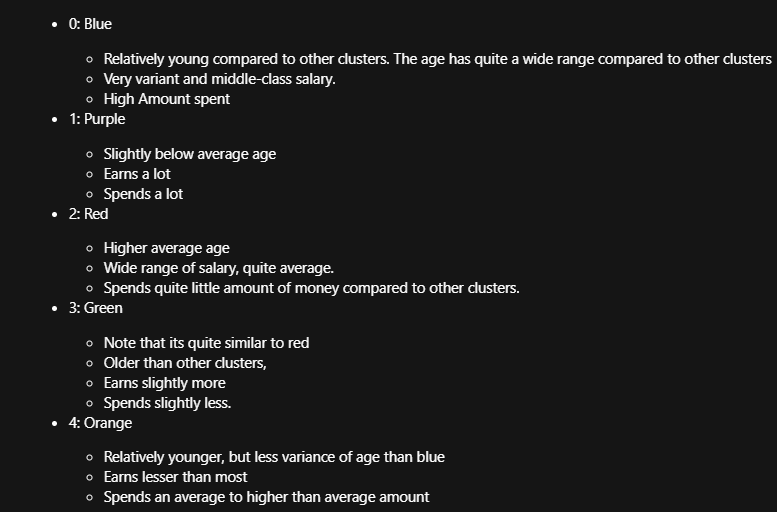 0: Blue
Relatively young compared to other clusters. The age has quite a wide range compared to other clusters
Very variant and middle-class salary.
High Amount spent
1: Purple
Slightly below average age
Earns a lot
Spends a lot
2: Red
Higher average age
Wide range of salary, quite average.
Spends quite little amount of money compared to other clusters.
3: Green
Note that its quite similar to red
Older than other clusters,
Earns slightly more
Spends slightly less.
4: Orange
Relatively younger, but less variance of age than blue
Earns lesser than most
Spends an average to higher than average amount